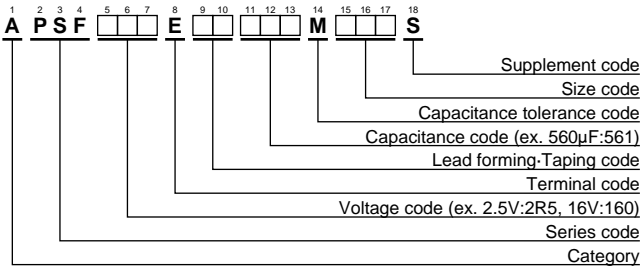 1 2 3 4 5 6 7 8 9 10 11 12 13 14 15 16 17 18
A P S F E M S
Supplement code
Size code
Capacitance tolerance code
Capacitance code (ex. 560µF:561)
Lead forming·Taping code
Terminal code
Voltage code (ex. 2.5V:2R5, 16V:160)
Series code
Category